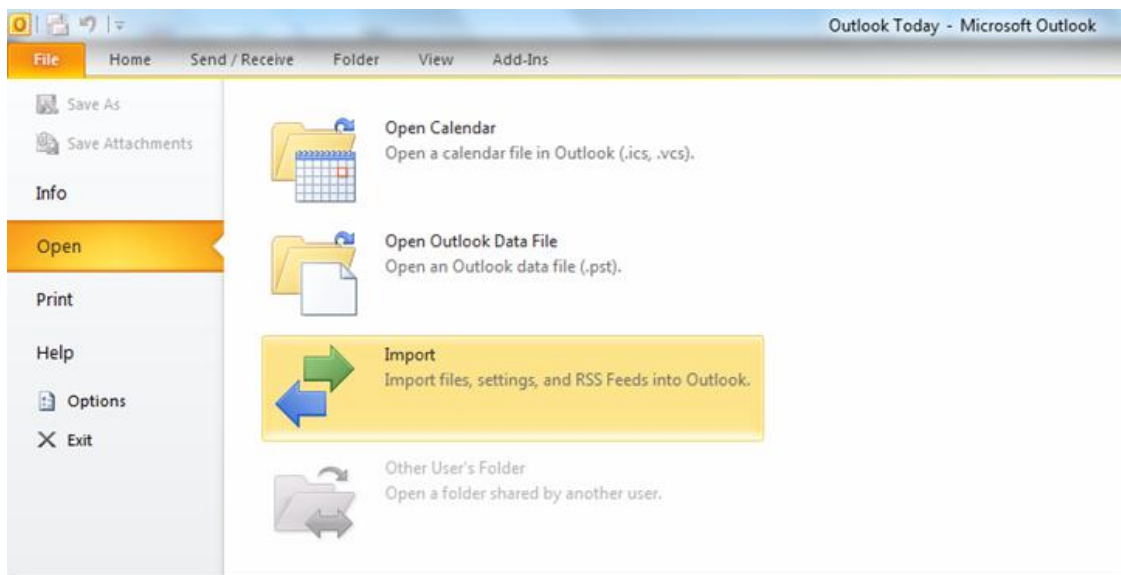 Outlook Today - Microsoft Outlook
File Home Send / Receive Folder View Add-Ins
Save As
Save Attachments
Info
Open
Print
Help
Options
Exit
Open Calendar
Open a calendar file in Outlook (.ics, .vcs).
Open Outlook Data File
Open an Outlook data file (.pst).
Import
Import files, settings, and RSS Feeds into Outlook.
Other User's Folder
Open a folder shared by another user.